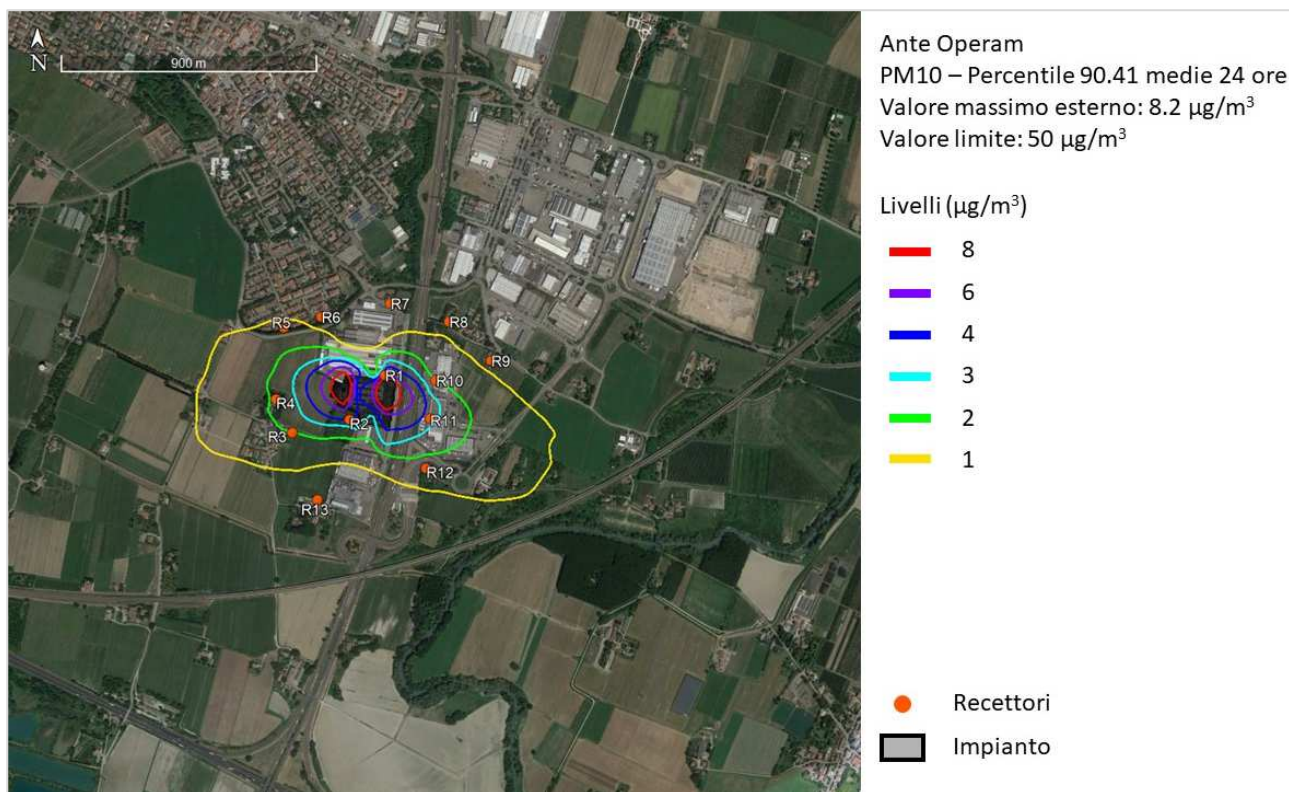 N
900 m
R7
R5
R6
R8
R9
R1
R10
R4
R2
R11
R3
R12
R13
Ante Operam
PM10 – Percentile 90.41 medie 24 ore
Valore massimo esterno: 8.2 µg/m³
Valore limite: 50 µg/m³
Livelli (µg/m³)
8
6
4
3
2
1
Recettori
Impianto